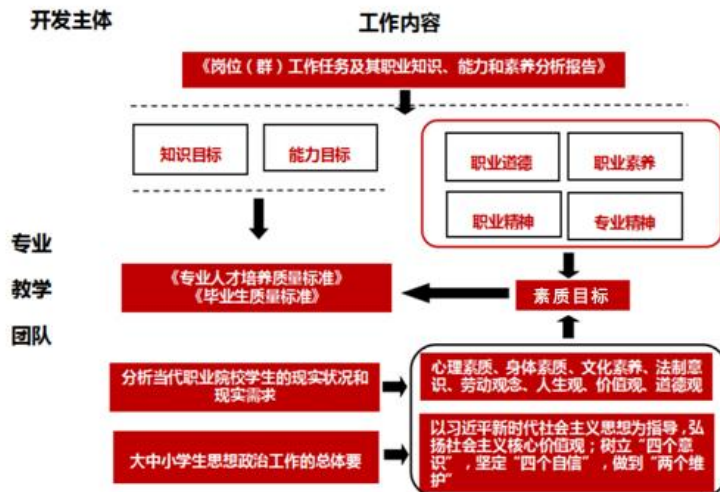 开发主体
工作内容
《岗位（群）工作任务及其职业知识、能力和素养分析报告》
知识目标
能力目标
职业道德
职业素养
职业精神
专业精神
专业
教学
团队
《专业人才培养质量标准》
《毕业生质量标准》
素质目标
分析当代职业院校学生的现实状况和
现实需求
心理素质、身体素质、文化素养、法制意
识、劳动观念、人生观、价值观、道德观
大中小学生思想政治工作的总体要
以习近平新时代社会主义思想为指导，弘
扬社会主义核心价值观；树立“四个意
识”，坚定“四个自信”，做到“两个维
护”